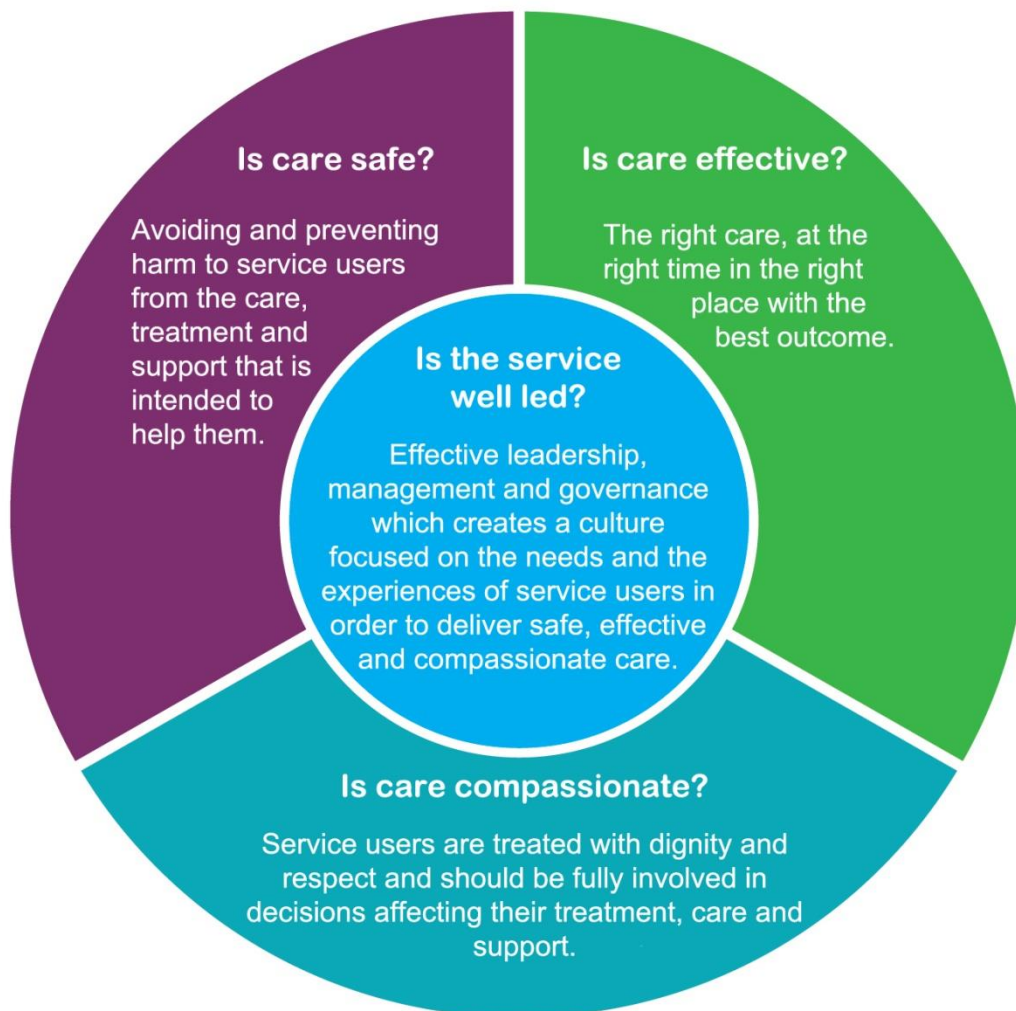 Is care safe?
Avoiding and preventing
harm to service users
from the care,
treatment and
support that is
intended to
help them.
Is care effective?
The right care, at the
right time in the right
place with the
best outcome.
Is the service
well led?
Effective leadership,
management and governance
which creates a culture
focused on the needs and the
experiences of service users in
order to deliver safe, effective
and compassionate care.
Is care compassionate?
Service users are treated with dignity and
respect and should be fully involved in
decisions affecting their treatment, care and
support.